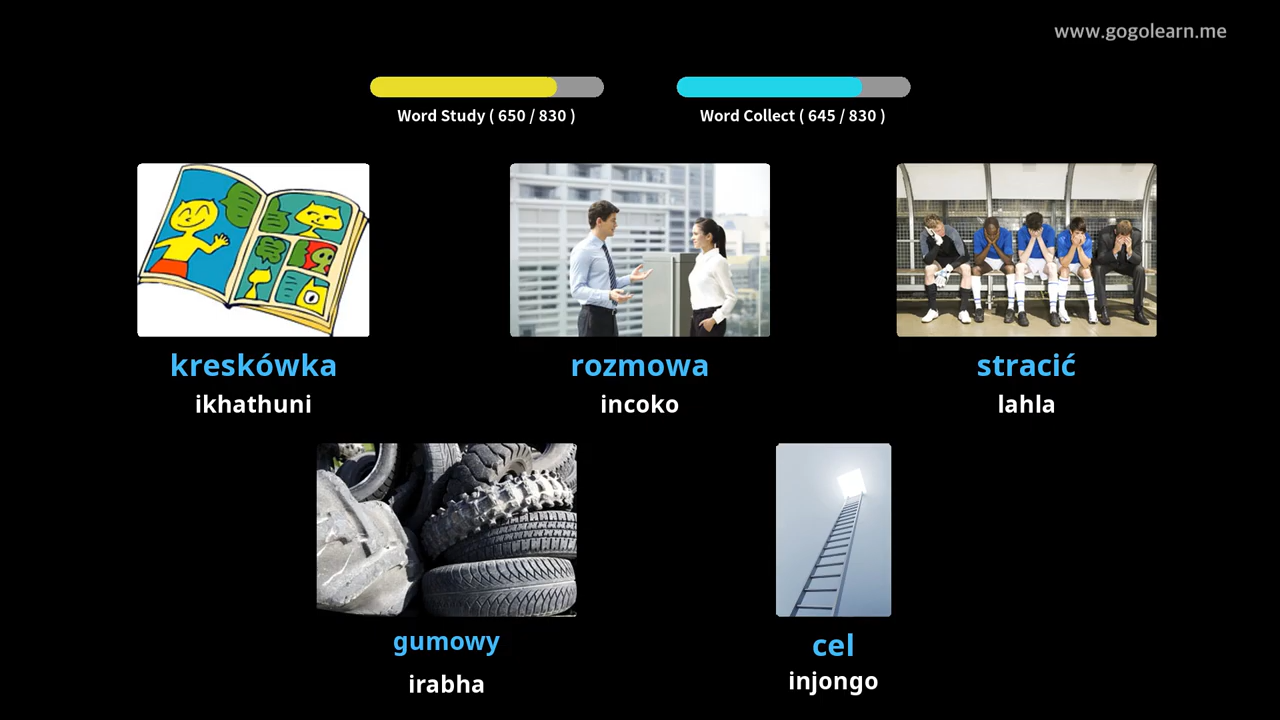 www.gogolearn.me
Word Study ( 650 / 830 )
Word Collect ( 645 / 830 )
kreskówka
ikhathuni
rozmowa
incoko
stracić
lahla
gumowy
irabha
cel
injongo